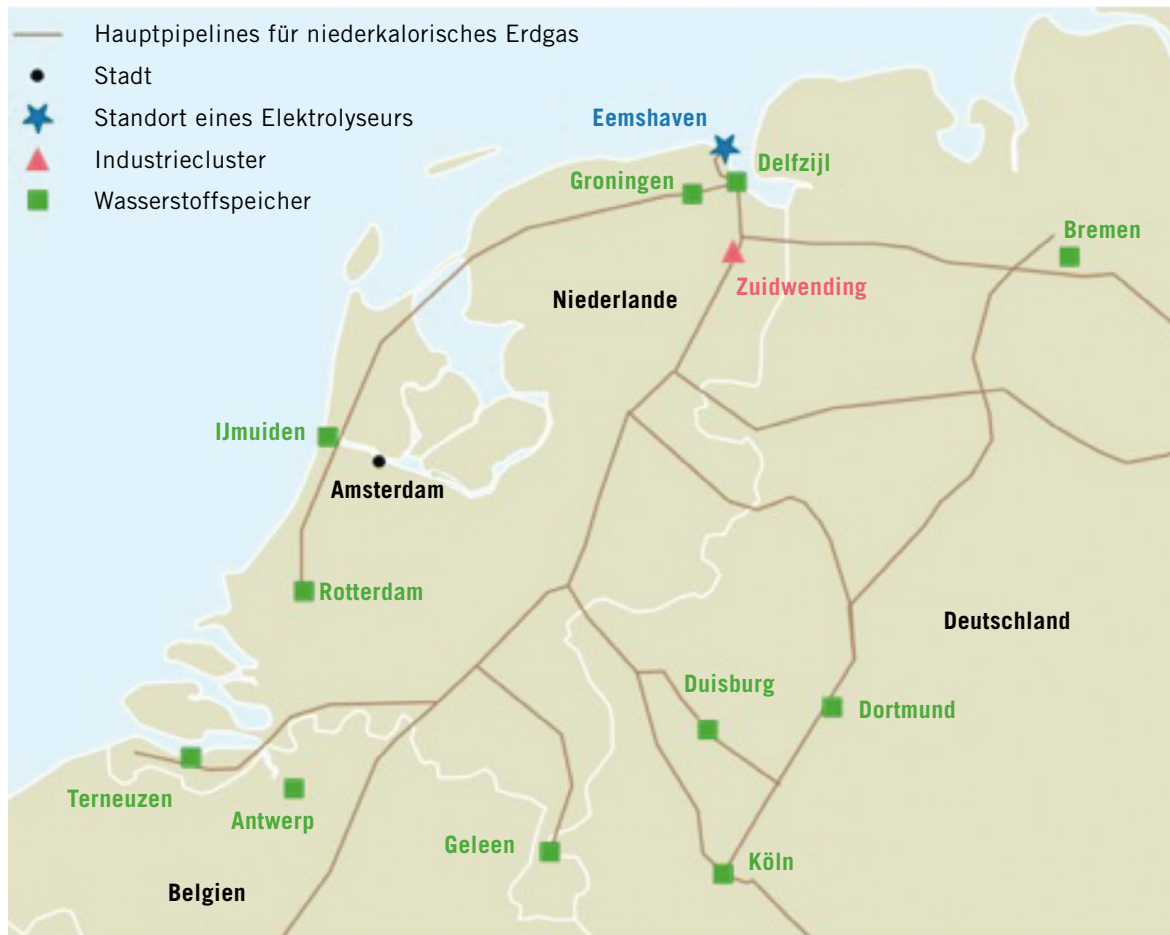 Hauptpipelines für niederkalorisches Erdgas
Stadt
Standort eines Elektrolyseurs
Industriecluster
Wasserstoffspeicher
Eemshaven
Delfzijl
Groningen
Bremen
Zuidwending
Niederlande
IJmuiden
Amsterdam
Rotterdam
Deutschland
Duisburg
Dortmund
Terneuzen
Antwerp
Geleen
Köln
Belgien